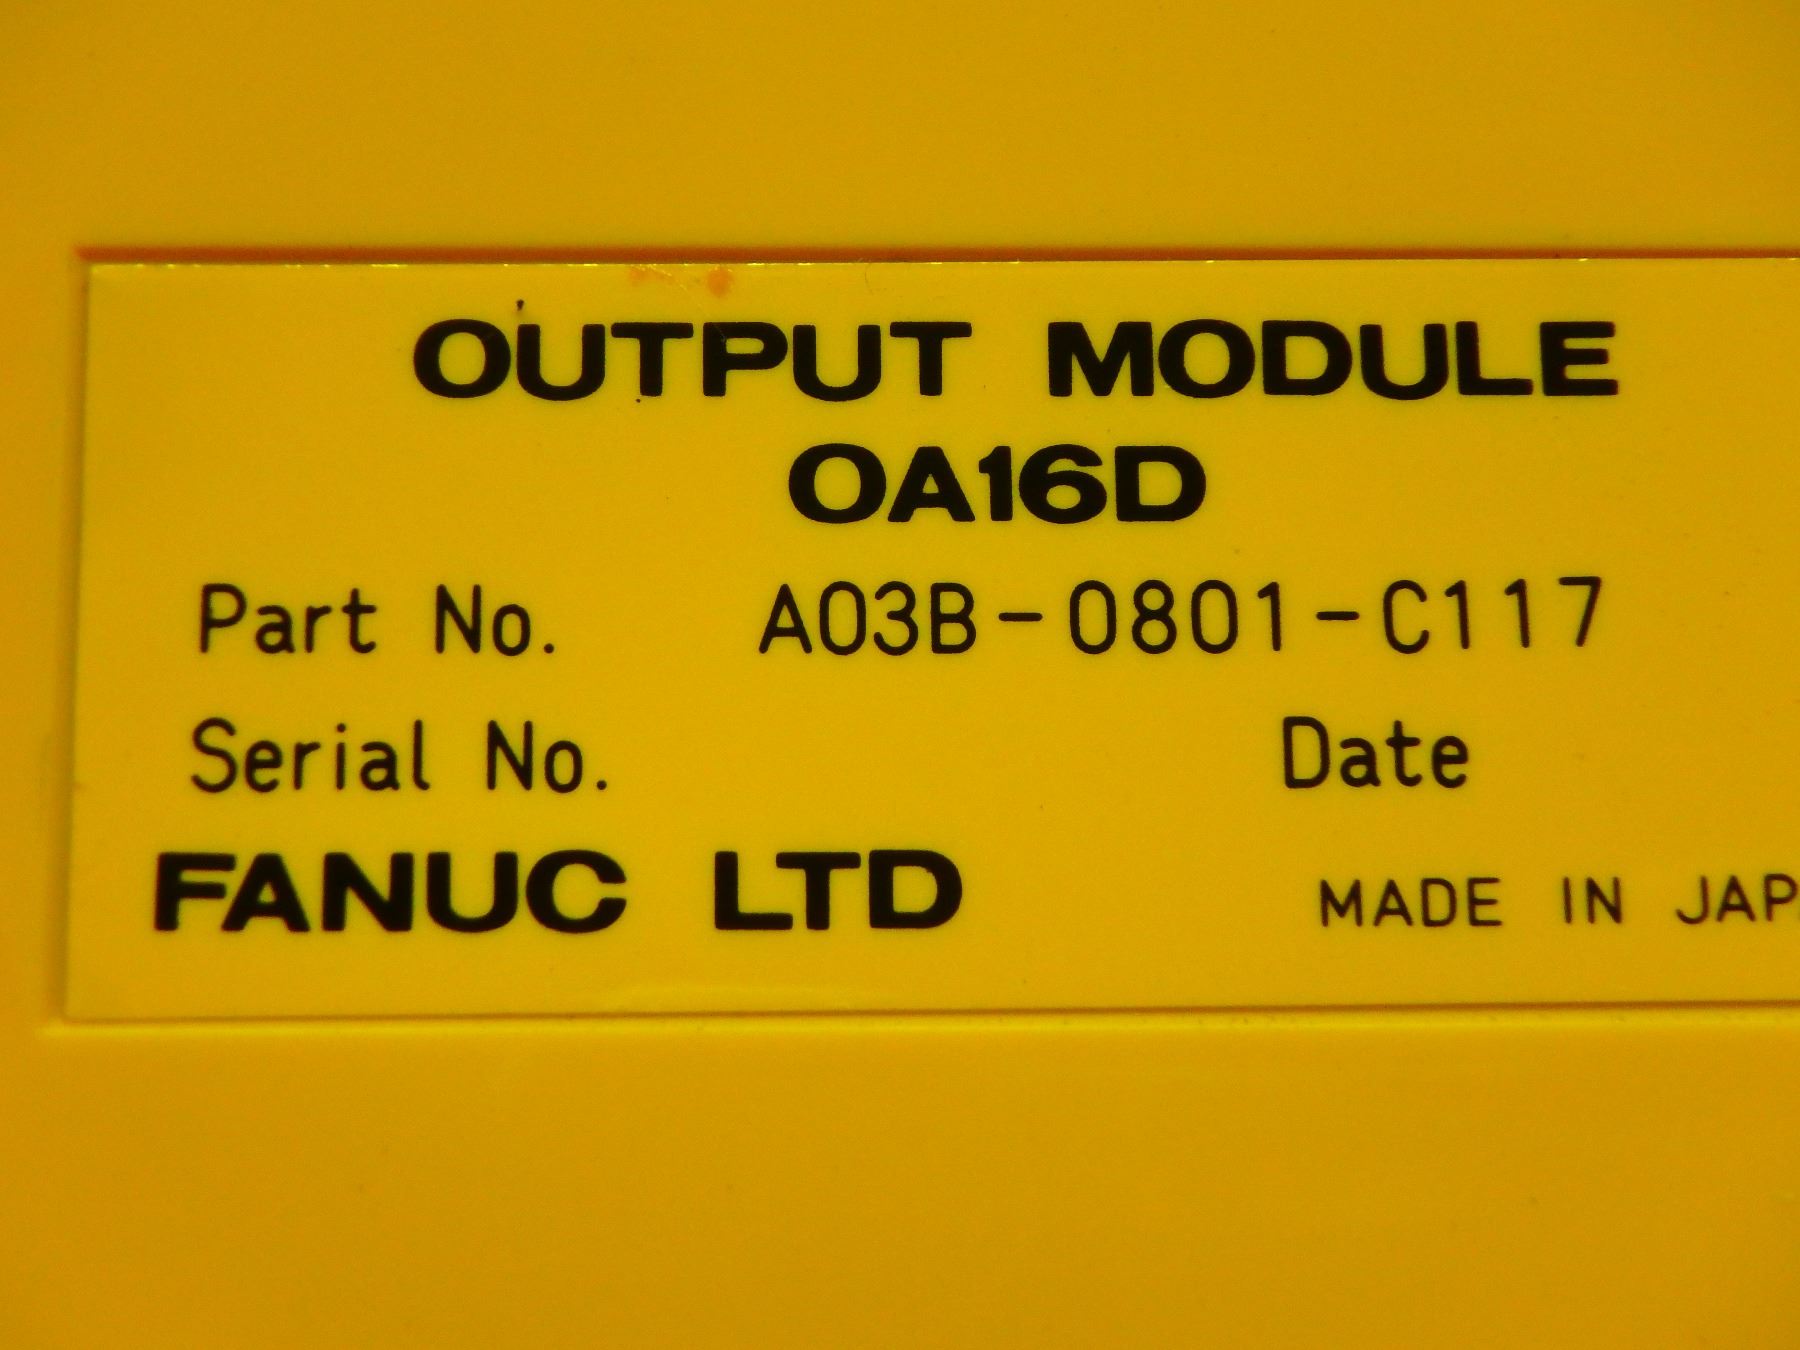 OUTPUT MODULE
OA16D
Part No. A03B-0801-C117
Serial No. Date
FANUC LTD MADE IN JAP